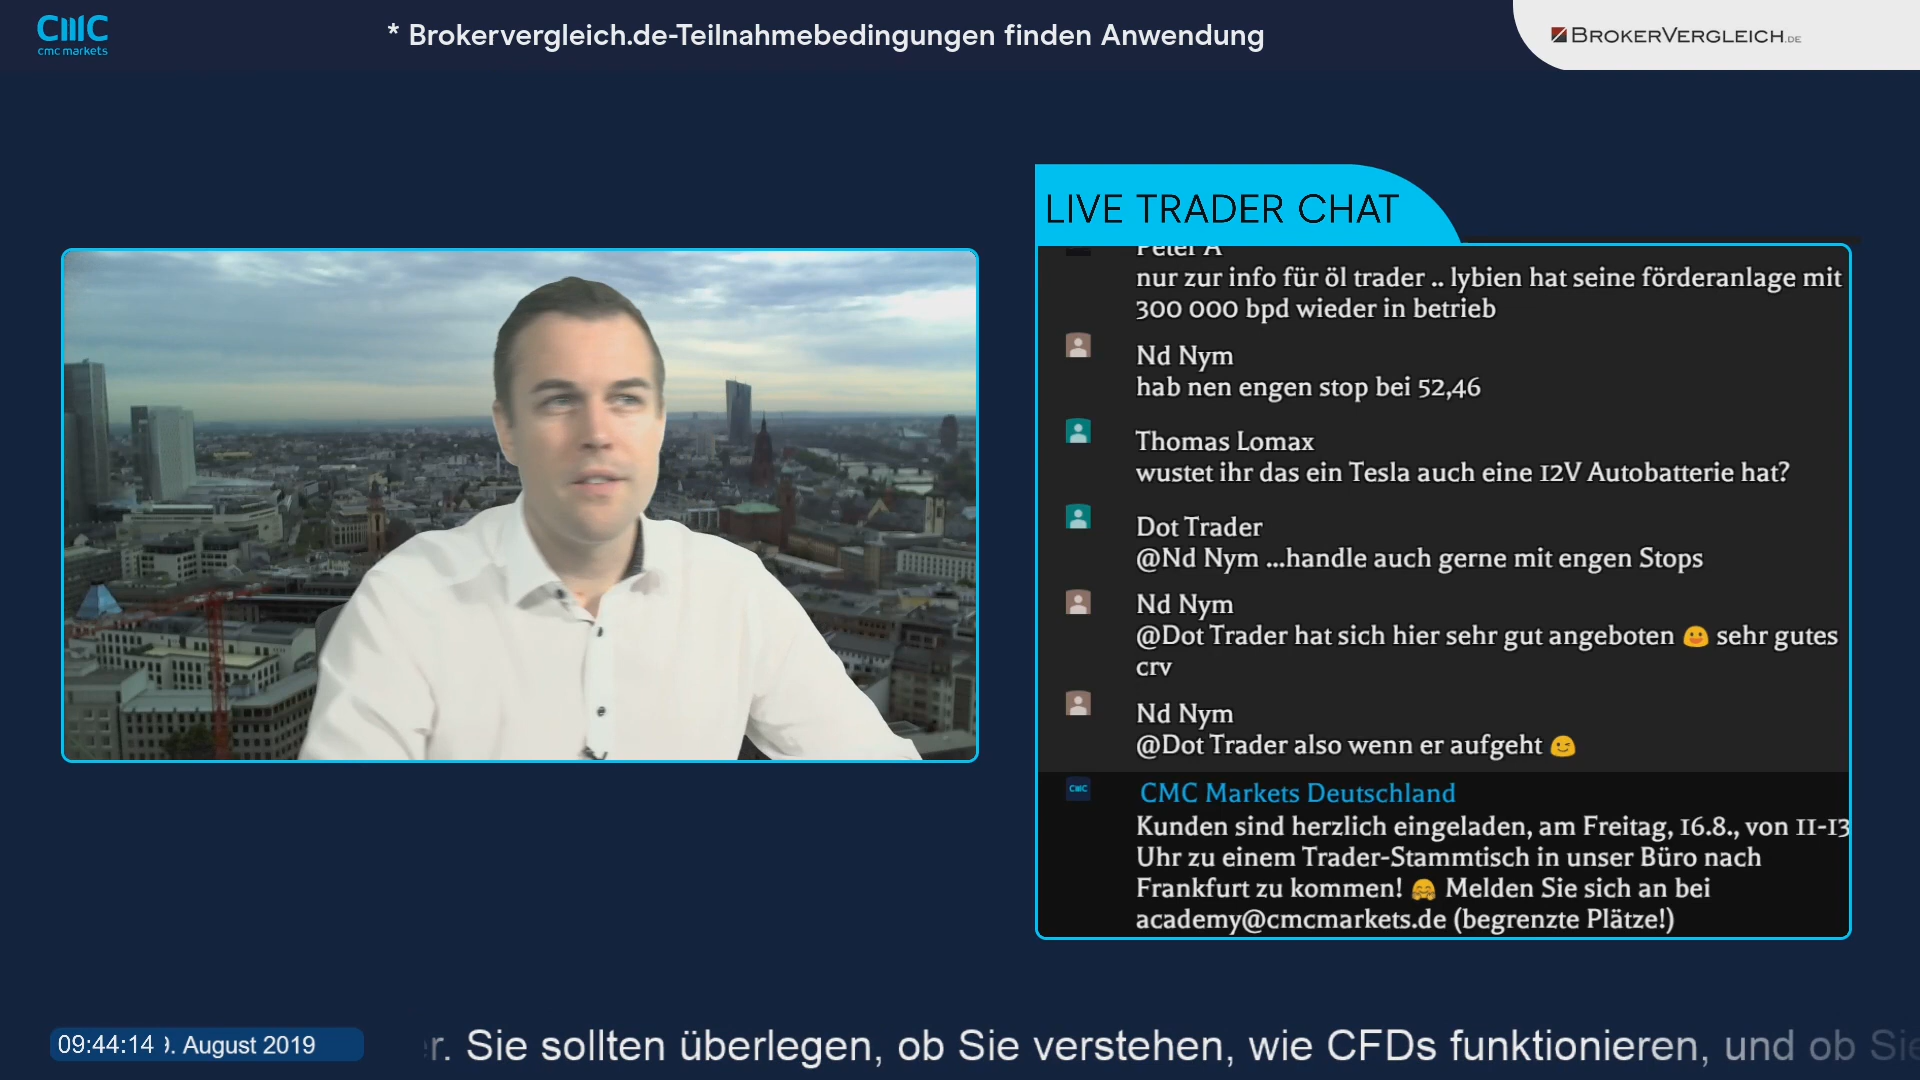 CMC
cmc markets
* Brokervergleich.de-Teilnahmebedingungen finden Anwendung
BROKERVERGLEICH.DE
LIVE TRADER CHAT
Peter A
nur zur info für öl trader .. lybien hat seine förderanlage mit
300 000 bpd wieder in betrieb
Nd Nym
hab nen engen stop bei 52,46
Thomas Lomax
wustet ihr das ein Tesla auch eine 12V Autobatterie hat?
Dot Trader
@Nd Nym ...handle auch gerne mit engen Stops
Nd Nym
@Dot Trader hat sich hier sehr gut angeboten 😃 sehr gutes
crv
Nd Nym
@Dot Trader also wenn er aufgeht 😉
CMC
CMC Markets Deutschland
Kunden sind herzlich eingeladen, am Freitag, 16.8., von 11-13
Uhr zu einem Trader-Stammtisch in unser Büro nach
Frankfurt zu kommen! 🤗 Melden Sie sich an bei
academy@cmcmarkets.de (begrenzte Plätze!)
09:44:14 9. August 2019
r. Sie sollten überlegen, ob Sie verstehen, wie CFDs funktionieren, und ob Sie